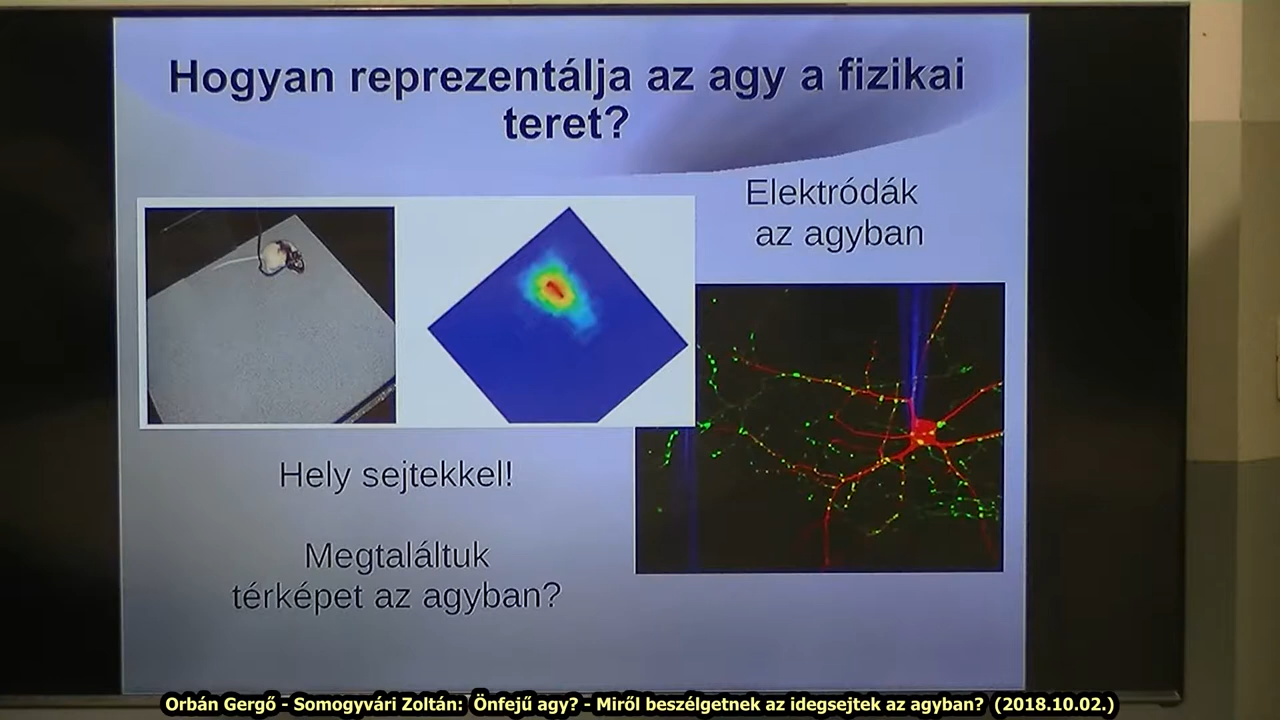 Hogyan reprezentálja az agy a fizikai
teret?
Elektródák
az agyban
Hely sejtekkel!
Megtaláltuk
térképet az agyban?
Orbán Gergő - Somogyvári Zoltán: Önfejű agy? - Miről beszélgetnek az idegsejtek az agyban? (2018.10.02.)